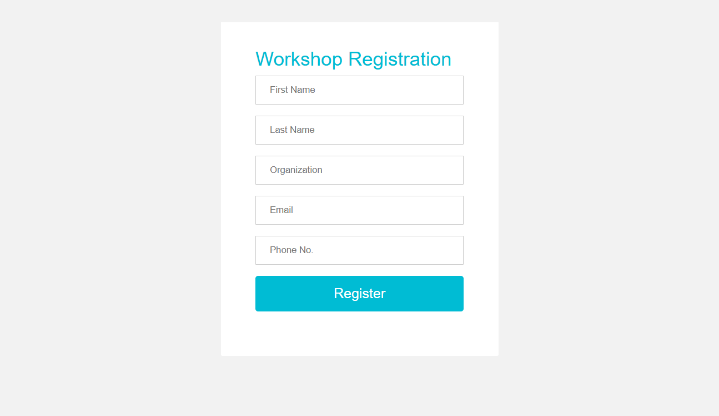 Workshop Registration
First Name
Last Name
Organization
Email
Phone No.
Register